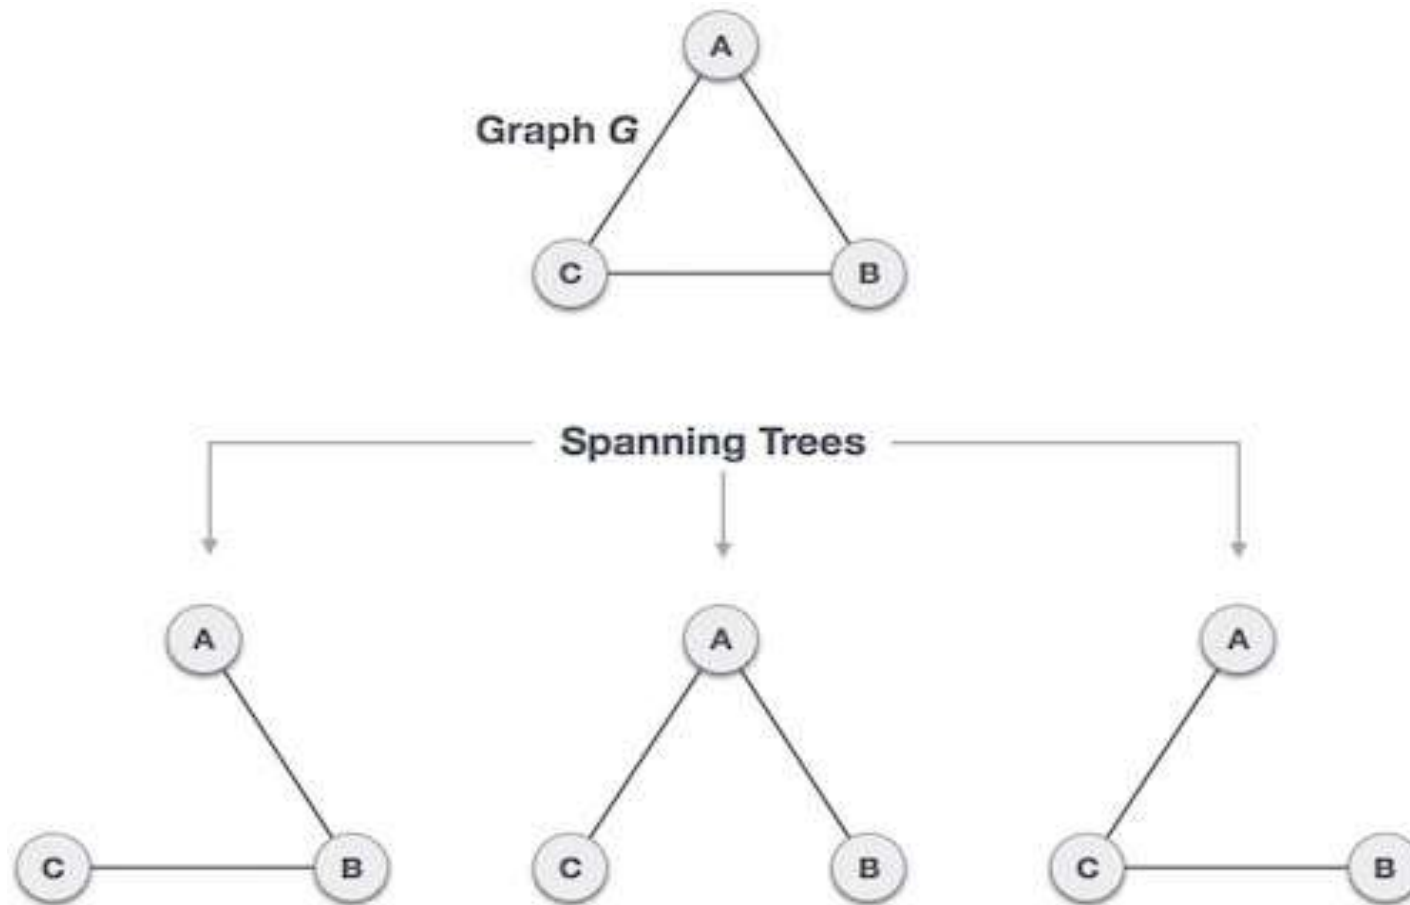 A
Graph G
C B
Spanning Trees
A A A
C B C B C B